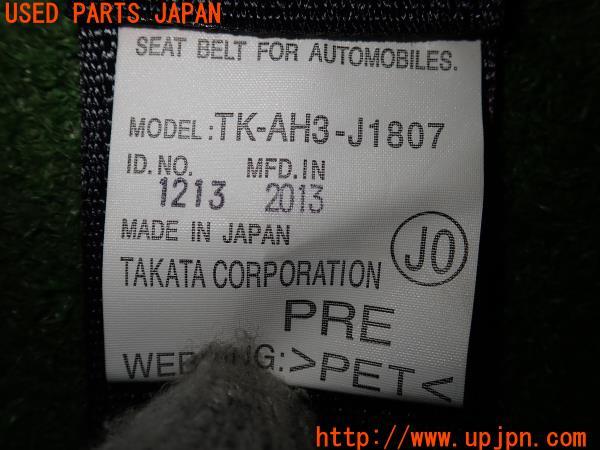 USED PARTS JAPAN
SEAT BELT FOR AUTOMOBILES.
MODEL:TK-AH3-J1807
ID.NO. MFD.IN
1213 2013
MADE IN JAPAN
JO
TAKATA CORPORATION
PRE
>PET<
http://www.upjpn.com